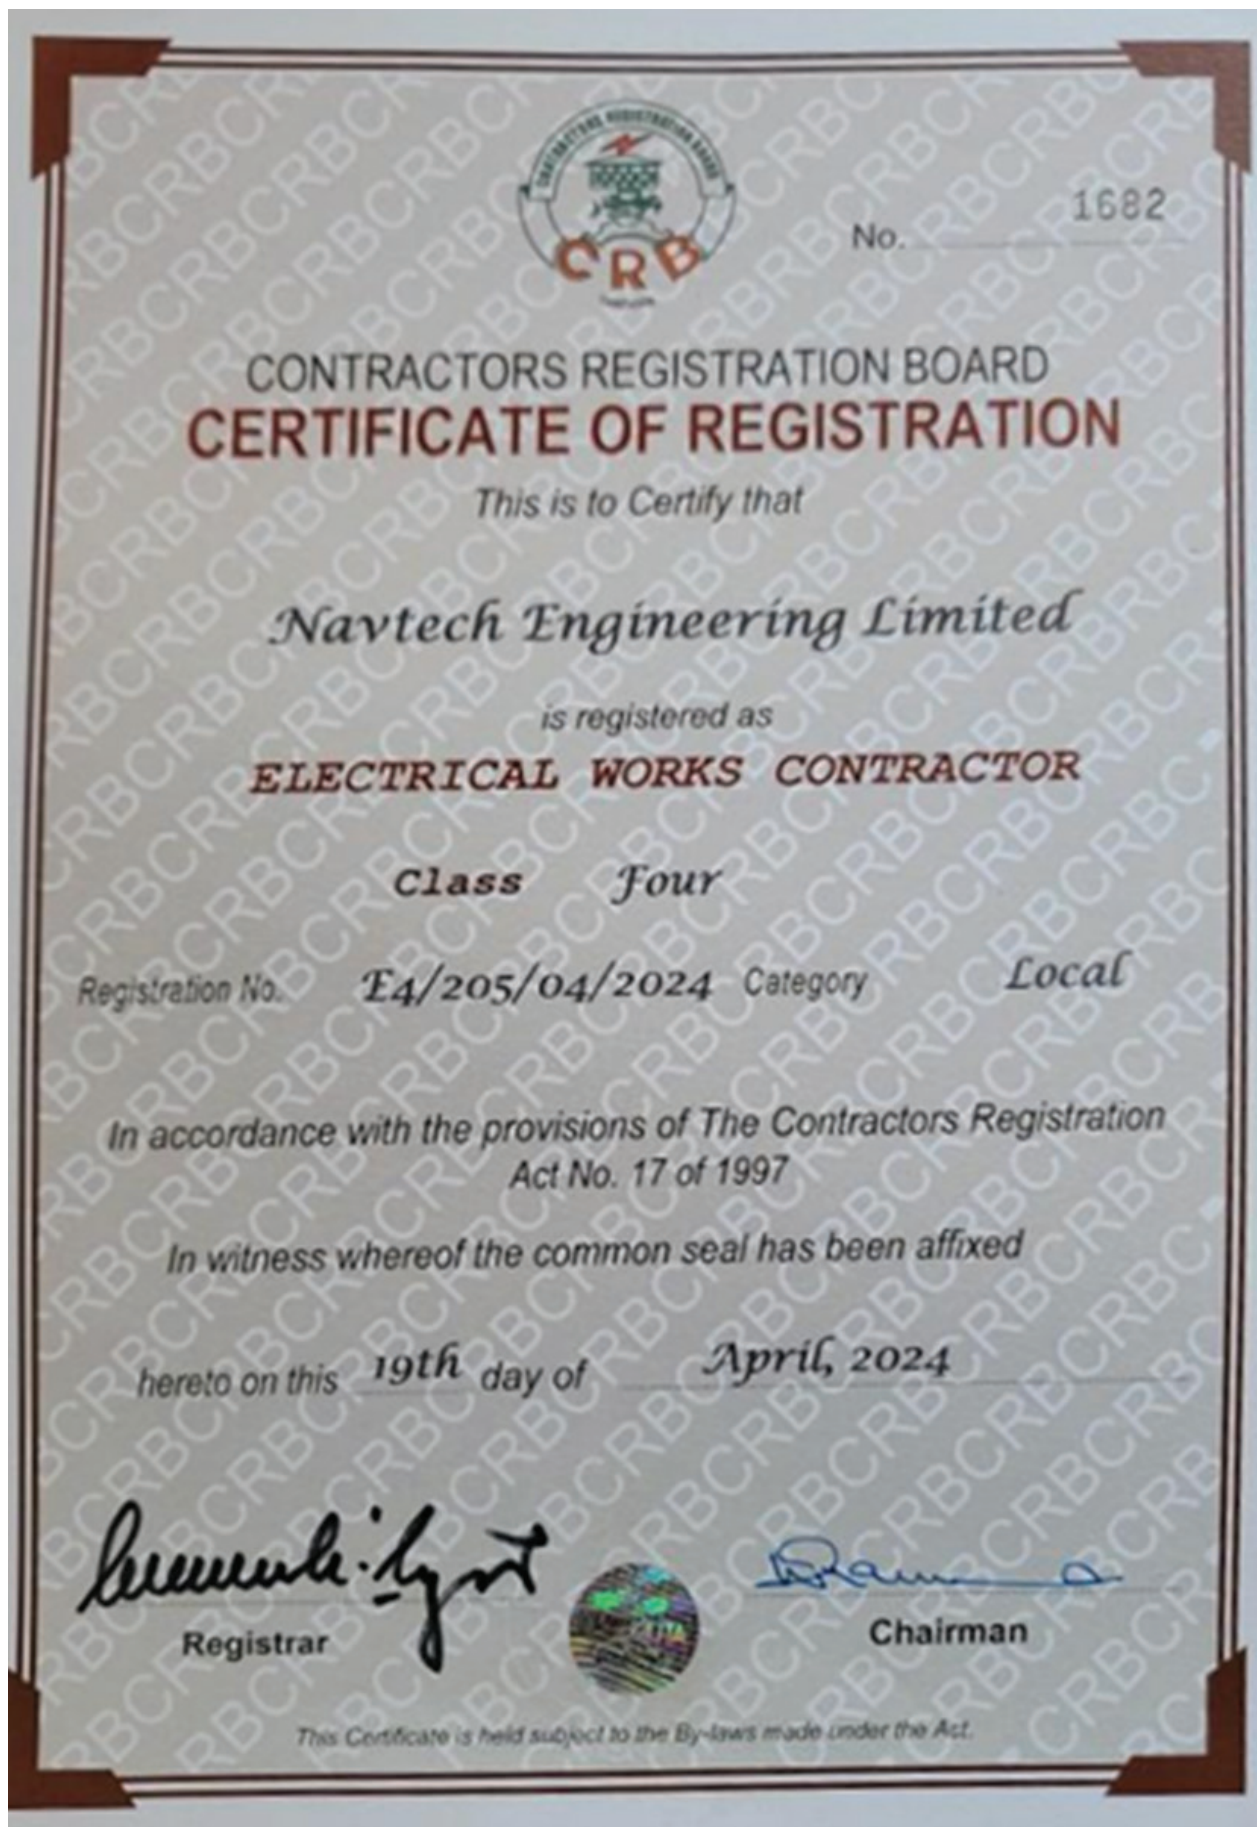 CONTRACTORS REGISTRATION BOARD
CRB
No. 1682
CONTRACTORS REGISTRATION BOARD
CERTIFICATE OF REGISTRATION
This is to Certify that
Navtech Engineering Limited
is registered as
ELECTRICAL WORKS CONTRACTOR
Class Four
Registration No. E4/205/04/2024 Category Local
In accordance with the provisions of The Contractors Registration
Act No. 17 of 1997
In witness whereof the common seal has been affixed
hereto on this 19th day of April, 2024
Registrar
Chairman
This Certificate is held subject to the By-laws made under the Act.